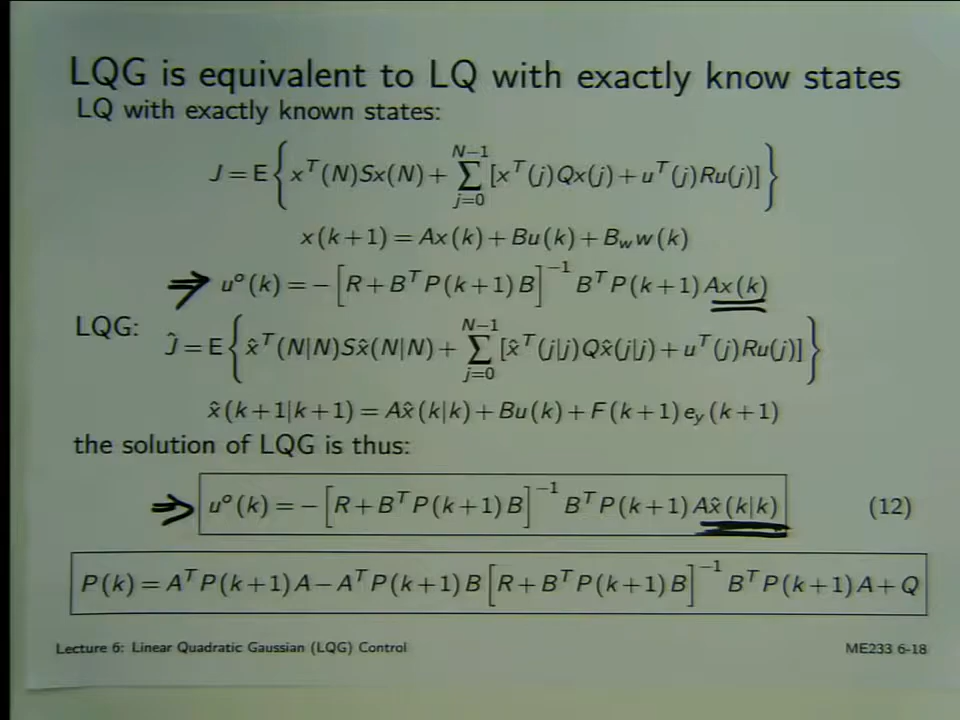 LQG is equivalent to LQ with exactly know states
LQ with exactly known states:
J = E { x^T(N)Sx(N) + ∑_{j=0}^{N−1} [x^T(j)Qx(j) + u^T(j)Ru(j)] }
x(k+1) = Ax(k) + Bu(k) + B_w w(k)
⇒ u^o(k) = −[R + B^T P(k+1)B]^{−1} B^T P(k+1)Ax(k)
LQG: Ĵ = E { x̂^T(N|N)Sx̂(N|N) + ∑_{j=0}^{N−1} [x̂^T(j|j)Qx̂(j|j) + u^T(j)Ru(j)] }
x̂(k+1|k+1) = Ax̂(k|k) + Bu(k) + F(k+1)e_y(k+1)
the solution of LQG is thus:
⇒ u^o(k) = −[R + B^T P(k+1)B]^{−1} B^T P(k+1)Ax̂(k|k) (12)
P(k) = A^T P(k+1)A − A^T P(k+1)B[R + B^T P(k+1)B]^{−1} B^T P(k+1)A + Q
Lecture 6: Linear Quadratic Gaussian (LQG) Control ME233 6-18